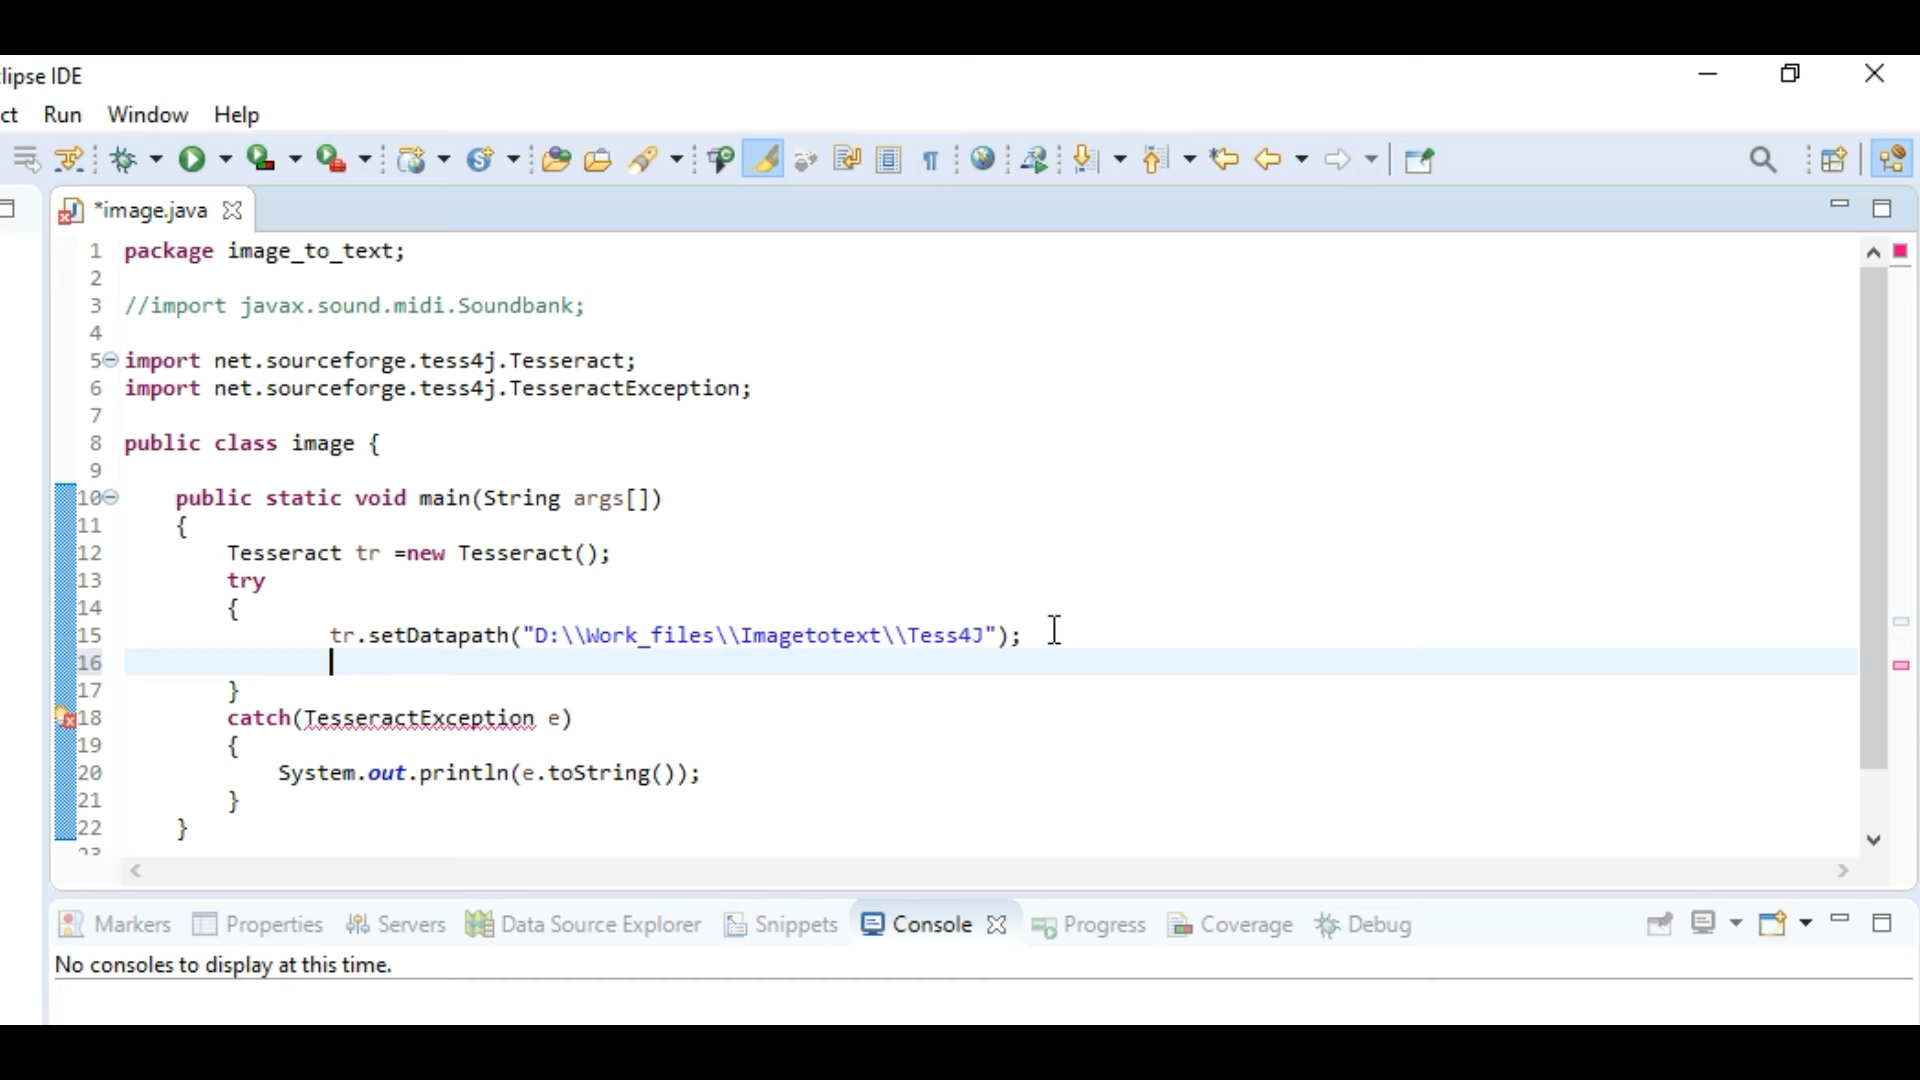 lipse IDE
ct Run Window Help
*image.java
1 package image_to_text;
2
3 //import javax.sound.midi.Soundbank;
4
5 import net.sourceforge.tess4j.Tesseract;
6 import net.sourceforge.tess4j.TesseractException;
7
8 public class image {
9
10 public static void main(String args[])
11 {
12 Tesseract tr =new Tesseract();
13 try
14 {
15 tr.setDatapath("D:\\Work_files\\Imagetotext\\Tess4J");
16
17 }
18 catch(TesseractException e)
19 {
20 System.out.println(e.toString());
21 }
22 }
23
Markers Properties Servers Data Source Explorer Snippets Console Progress Coverage Debug
No consoles to display at this time.